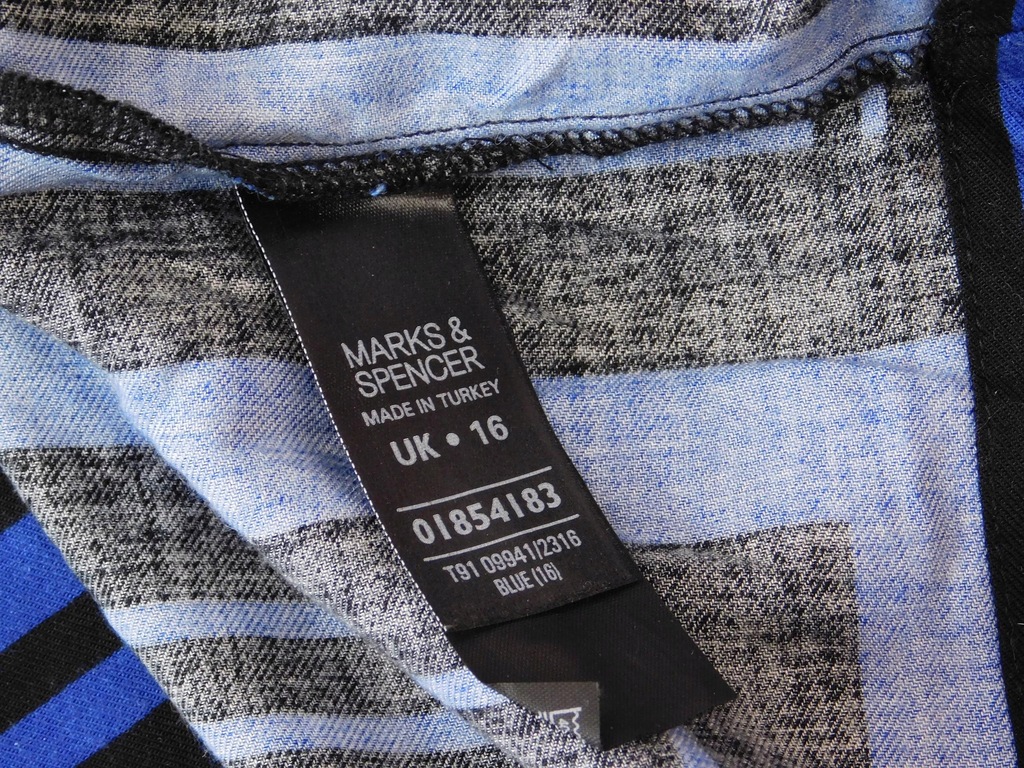 MARKS &
SPENCER
MADE IN TURKEY
UK • 16
01854183
T91 09941/2316
BLUE (16)